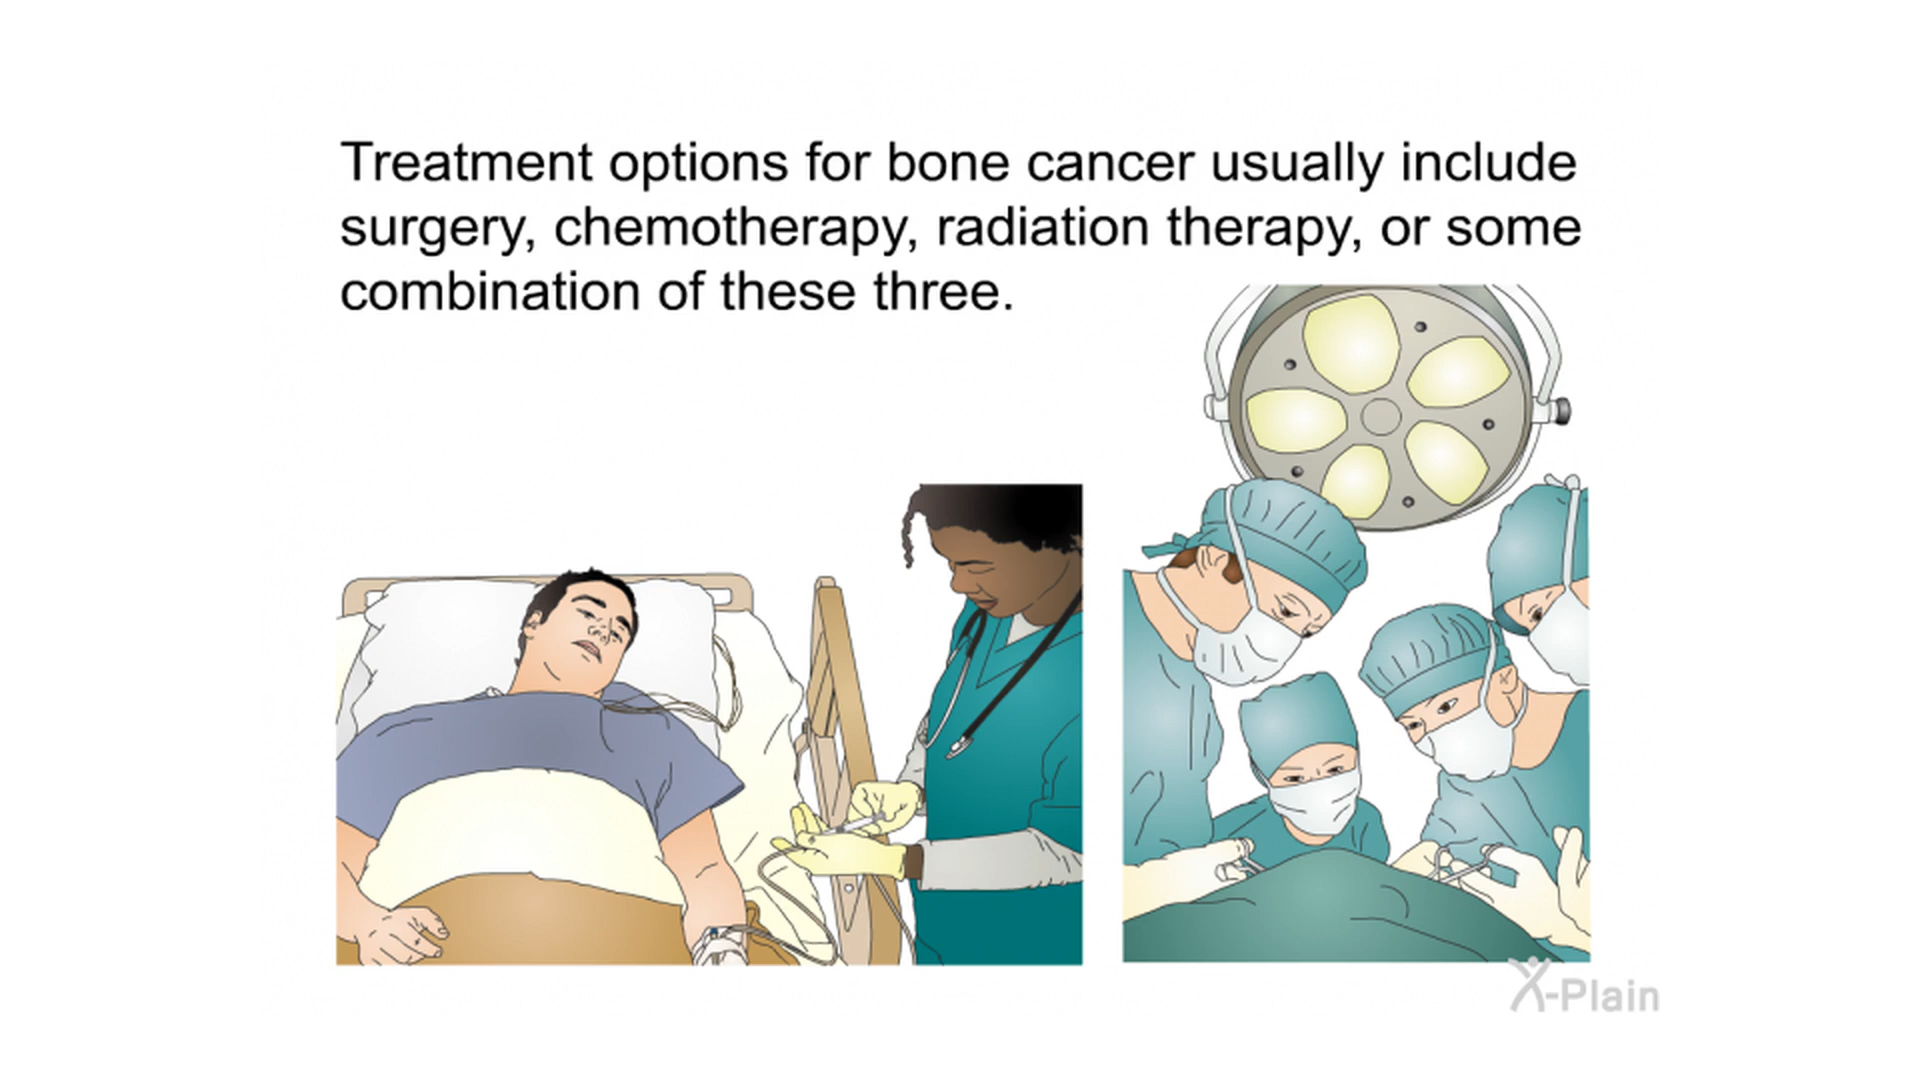 Treatment options for bone cancer usually include
surgery, chemotherapy, radiation therapy, or some
combination of these three.
X-Plain